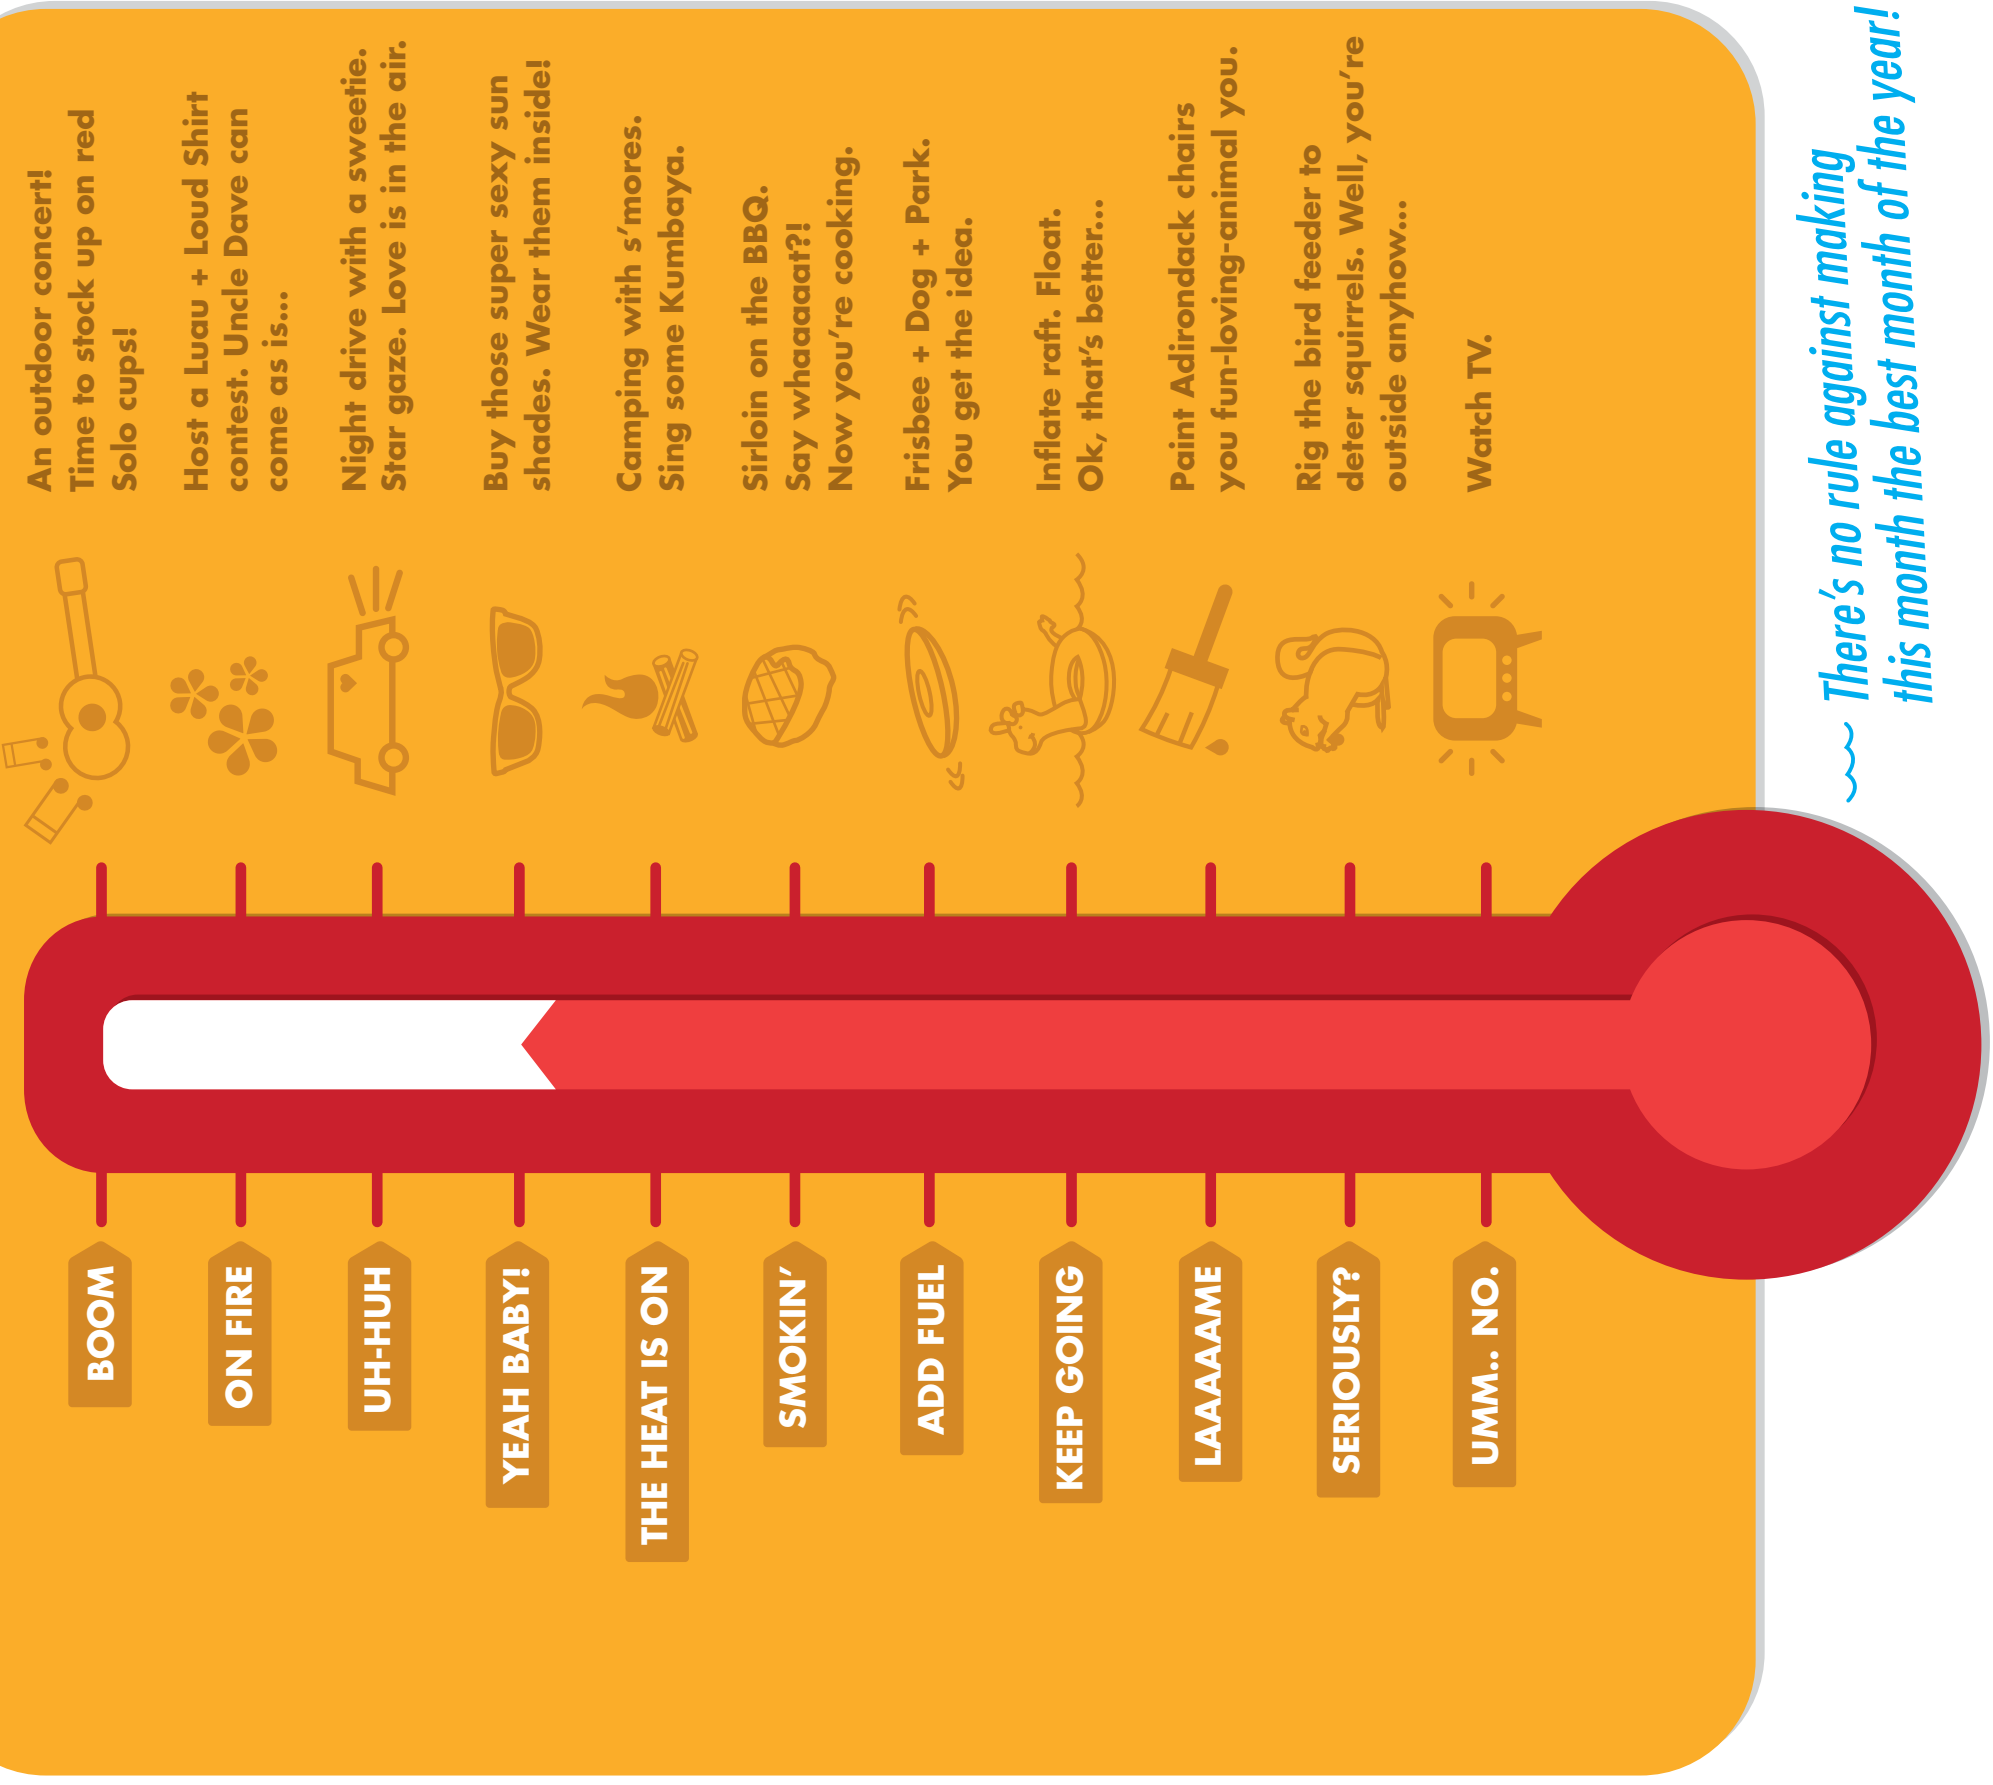 BOOM
An outdoor concert!
Time to stock up on red
Solo cups!
ON FIRE
Host a Luau + Loud Shirt
contest. Uncle Dave can
come as is...
UH-HUH
Night drive with a sweetie.
Star gaze. Love is in the air.
YEAH BABY!
Buy those super sexy sun
shades. Wear them inside!
THE HEAT IS ON
Camping with s’mores.
Sing some Kumbaya.
SMOKIN’
Sirloin on the BBQ.
Say whaaaaat?!
Now you’re cooking.
ADD FUEL
Frisbee + Dog + Park.
You get the idea.
KEEP GOING
Inflate raft. Float.
Ok, that’s better...
LAAAAAME
Paint Adirondack chairs
you fun-loving-animal you.
SERIOUSLY?
Rig the bird feeder to
deter squirrels. Well, you’re
outside anyhow...
UMM.. NO.
Watch TV.
There’s no rule against making
this month the best month of the year!